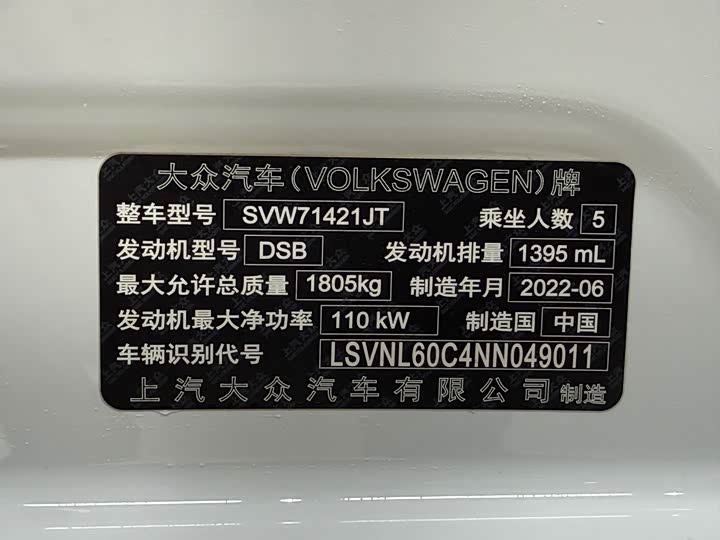 大众汽车(VOLKSWAGEN)牌
整车型号 SVW71421JT 乘坐人数 5
发动机型号 DSB 发动机排量 1395 mL
最大允许总质量 1805kg 制造年月 2022-06
发动机最大净功率 110 kW 制造国 中国
车辆识别代号 LSVNL60C4NN049011
上汽大众汽车有限公司 制造